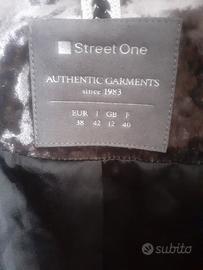 Street One
AUTHENTIC GARMENTS
since 1983
EUR I GB F
38 42 12 40
subito